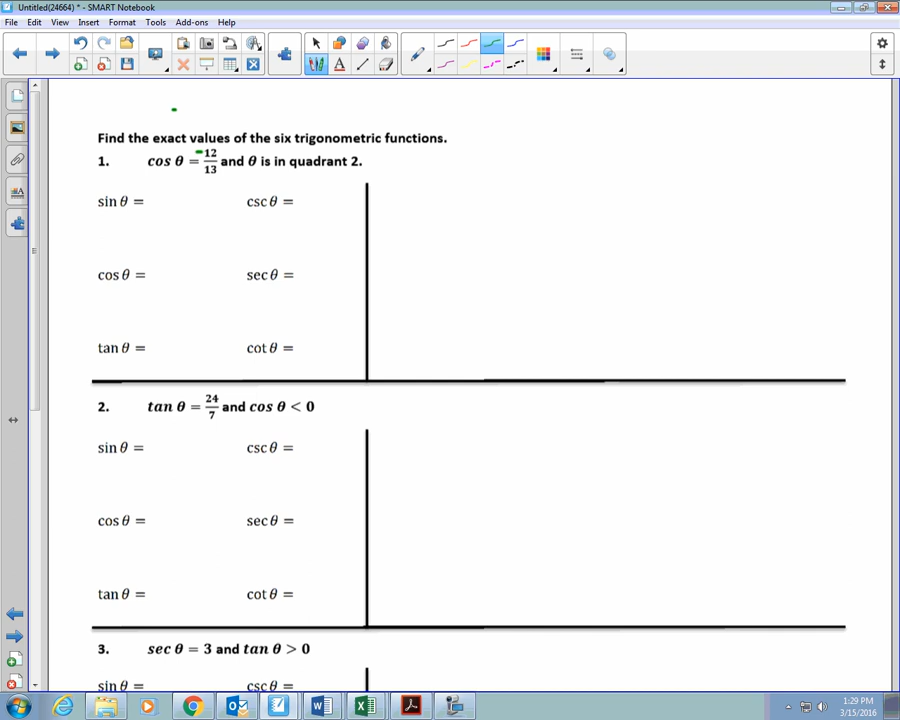 Untitled(24664) * - SMART Notebook
File Edit View Insert Format Tools Add-ons Help
Find the exact values of the six trigonometric functions.
1. cos θ = -12/13 and θ is in quadrant 2.
sin θ = csc θ =
cos θ = sec θ =
tan θ = cot θ =
2. tan θ = 24/7 and cos θ < 0
sin θ = csc θ =
cos θ = sec θ =
tan θ = cot θ =
3. sec θ = 3 and tan θ > 0
sin θ = csc θ =
1:29 PM
3/15/2016